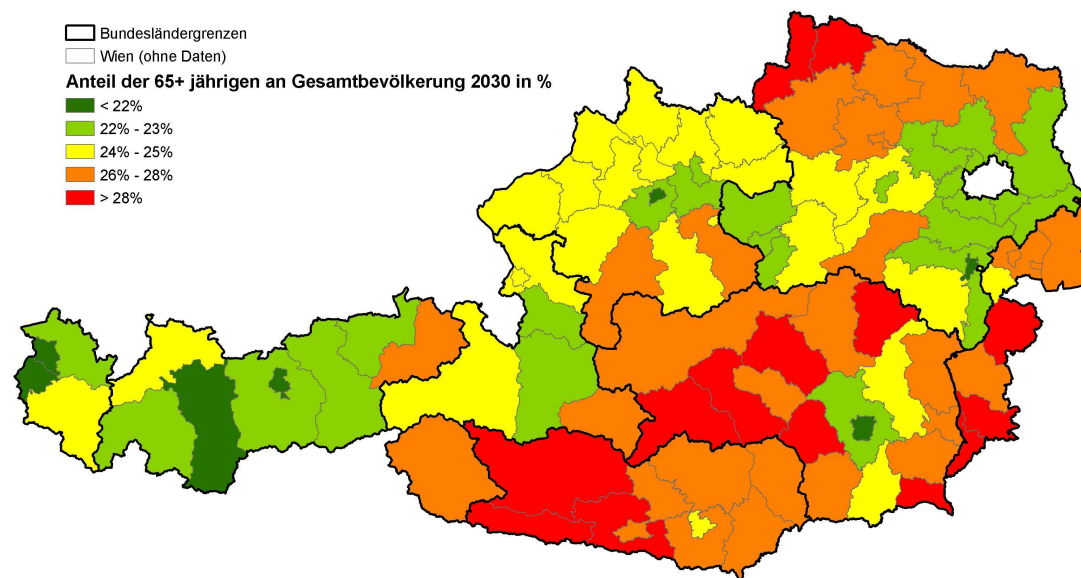 Bundesländergrenzen
Wien (ohne Daten)
Anteil der 65+ jährigen an Gesamtbevölkerung 2030 in %
< 22%
22% - 23%
24% - 25%
26% - 28%
> 28%